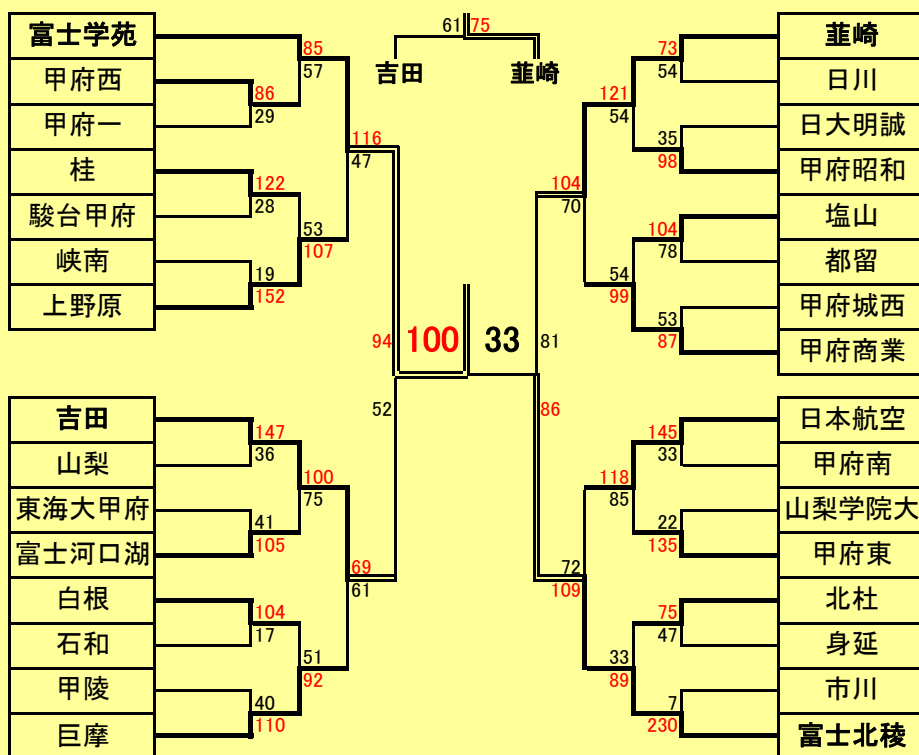 61 75
吉田 韮崎
富士学苑
85
57
甲府西
86
29
甲府一
116
47
桂
122
28
駿台甲府
53
107
峡南
19
152
上野原
94
52
吉田
147
36
山梨
100
75
東海大甲府
41
105
富士河口湖
69
61
白根
104
17
石和
51
92
甲陵
40
110
巨摩
100 33
韮崎
73
54
日川
121
54
日大明誠
35
98
甲府昭和
104
70
塩山
104
78
都留
54
99
甲府城西
53
87
甲府商業
81
86
日本航空
145
33
甲府南
118
85
山梨学院大
22
135
甲府東
72
109
北杜
75
47
身延
33
89
市川
7
230
富士北稜